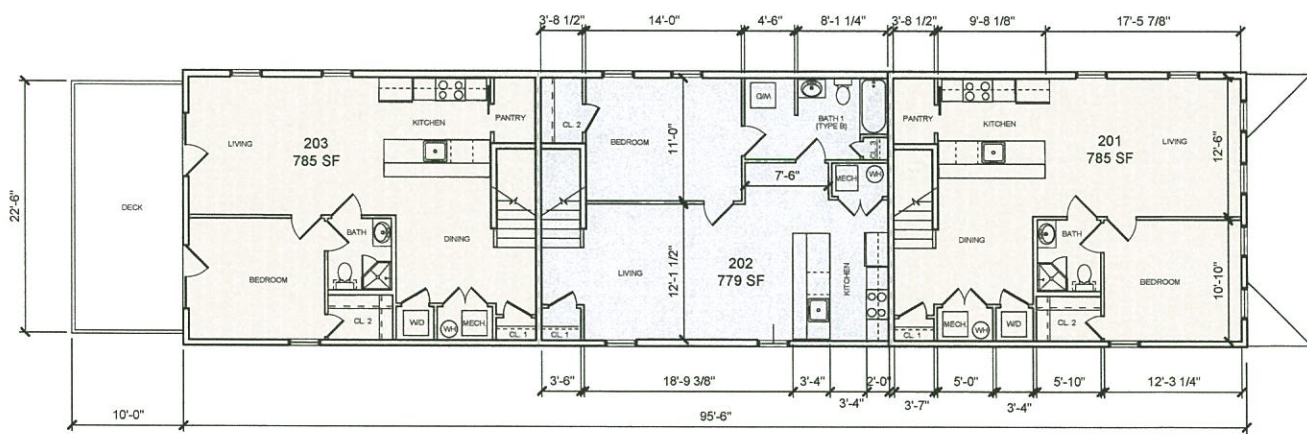 3'-8 1/2" 14'-0" 4'-6" 8'-1 1/4" 3'-8 1/2" 9'-8 1/8" 17'-5 7/8"
22'-6"
DECK
LIVING
203
785 SF
KITCHEN
PANTRY
BATH
DINING
BEDROOM
CL. 2
W/D
WH
MECH.
CL. 1
CL. 2
BEDROOM
11'-0"
BATH 1
(TYPE B)
CL. 3
7'-6"
MECH.
WH
LIVING
12'-1 1/2"
202
779 SF
KITCHEN
CL. 1
PANTRY
KITCHEN
201
785 SF
LIVING
12'-6"
DINING
BATH
BEDROOM
10'-10"
CL. 1
MECH.
WH
W/D
CL. 2
3'-6" 18'-9 3/8" 3'-4" 2'-0" 5'-0" 5'-10" 12'-3 1/4"
3'-4" 3'-7" 3'-4"
10'-0" 95'-6"